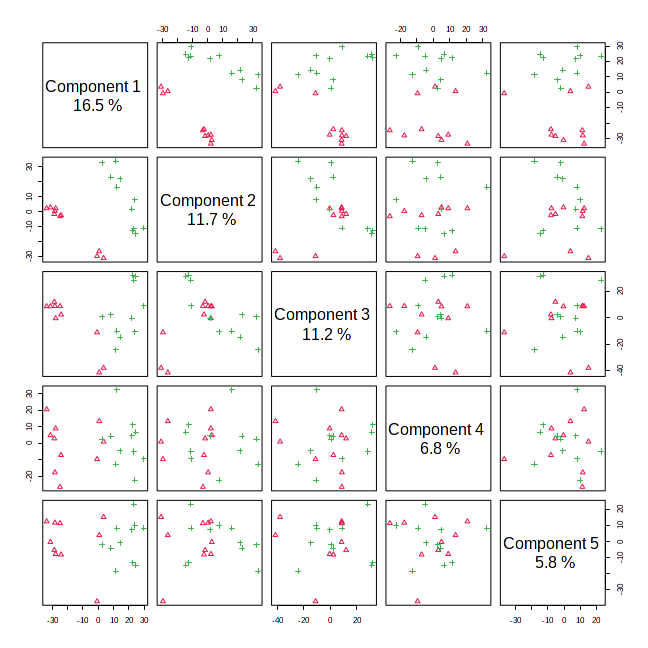 -30 -10 0 10 30
-20 0 10 30
Component 1
16.5 %
-30 -10 0 10 20 30
Component 2
11.7 %
-30 -10 0 10 30
Component 3
11.2 %
-40 -20 0 20
Component 4
6.8 %
-20 0 10 30
Component 5
5.8 %
-30 -10 0 10 20
-30 -10 0 10 20 30
-40 -20 0 20
-30 -10 0 10 20